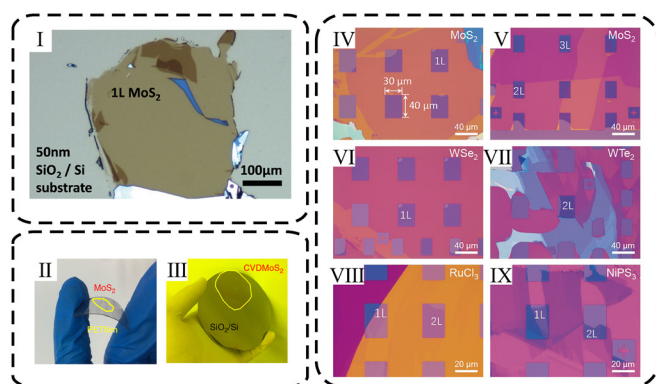 I
1L MoS₂
50nm
SiO₂ / Si
substrate
100μm
II
MoS₂
III
CVDMoS₂
SiO₂/Si
IV
MoS₂
1L
30 μm
40 μm
40 μm
V
MoS₂
3L
2L
40 μm
VI
WSe₂
1L
40 μm
VII
WTe₂
2L
40 μm
VIII
RuCl₃
1L
2L
20 μm
IX
NiPS₃
1L
2L
20 μm